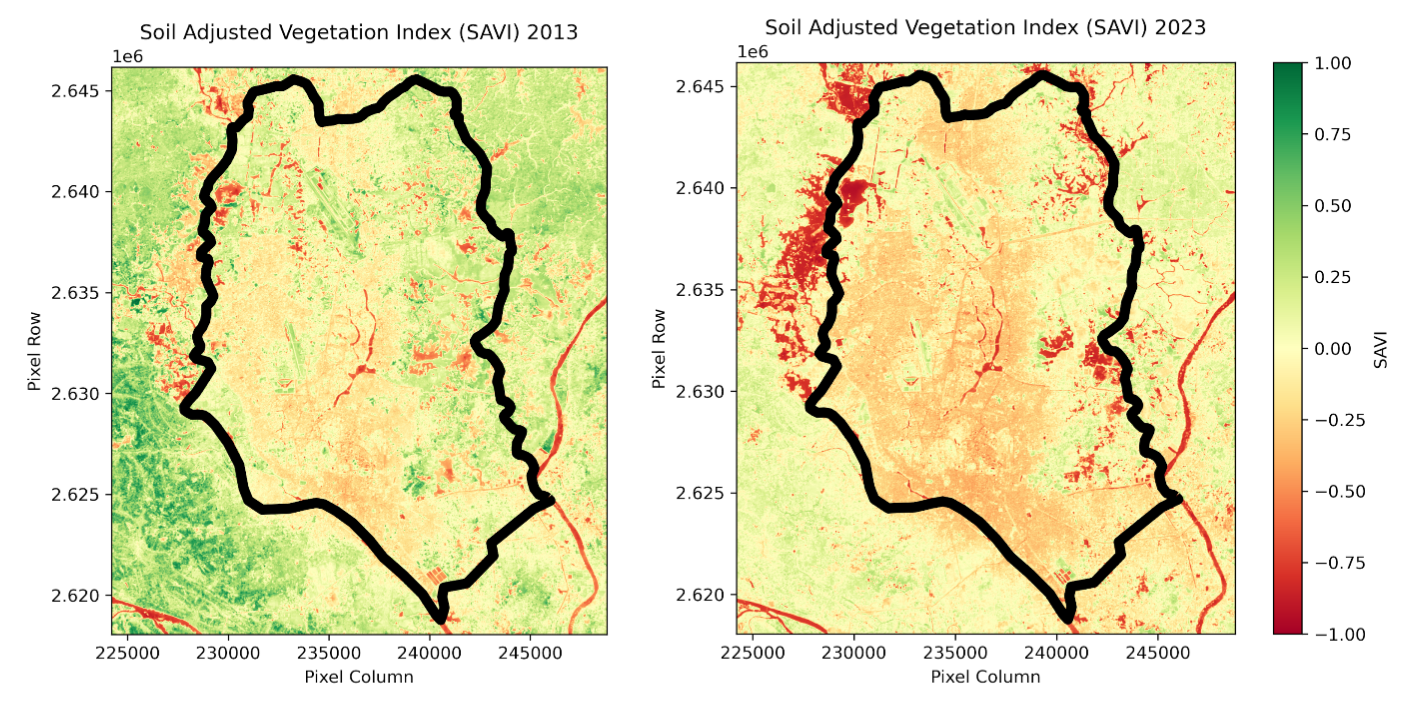 Soil Adjusted Vegetation Index (SAVI) 2013
1e6
2.645
2.640
2.635
2.630
2.625
2.620
Pixel Row
225000 230000 235000 240000 245000
Pixel Column
Soil Adjusted Vegetation Index (SAVI) 2023
1e6
2.645
2.640
2.635
2.630
2.625
2.620
Pixel Row
225000 230000 235000 240000 245000
Pixel Column
1.00
0.75
0.50
0.25
0.00
−0.25
−0.50
−0.75
−1.00
SAVI